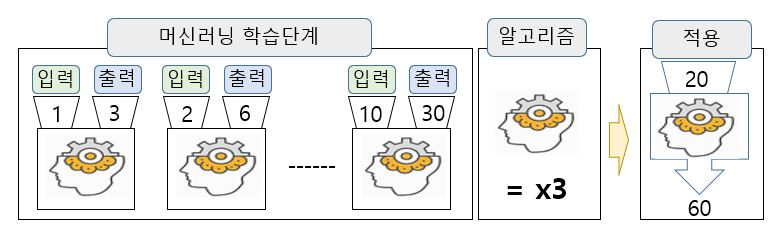 머신러닝 학습단계
입력 출력 입력 출력 입력 출력
1 3 2 6 ------ 10 30
알고리즘
= x3
적용
20
60